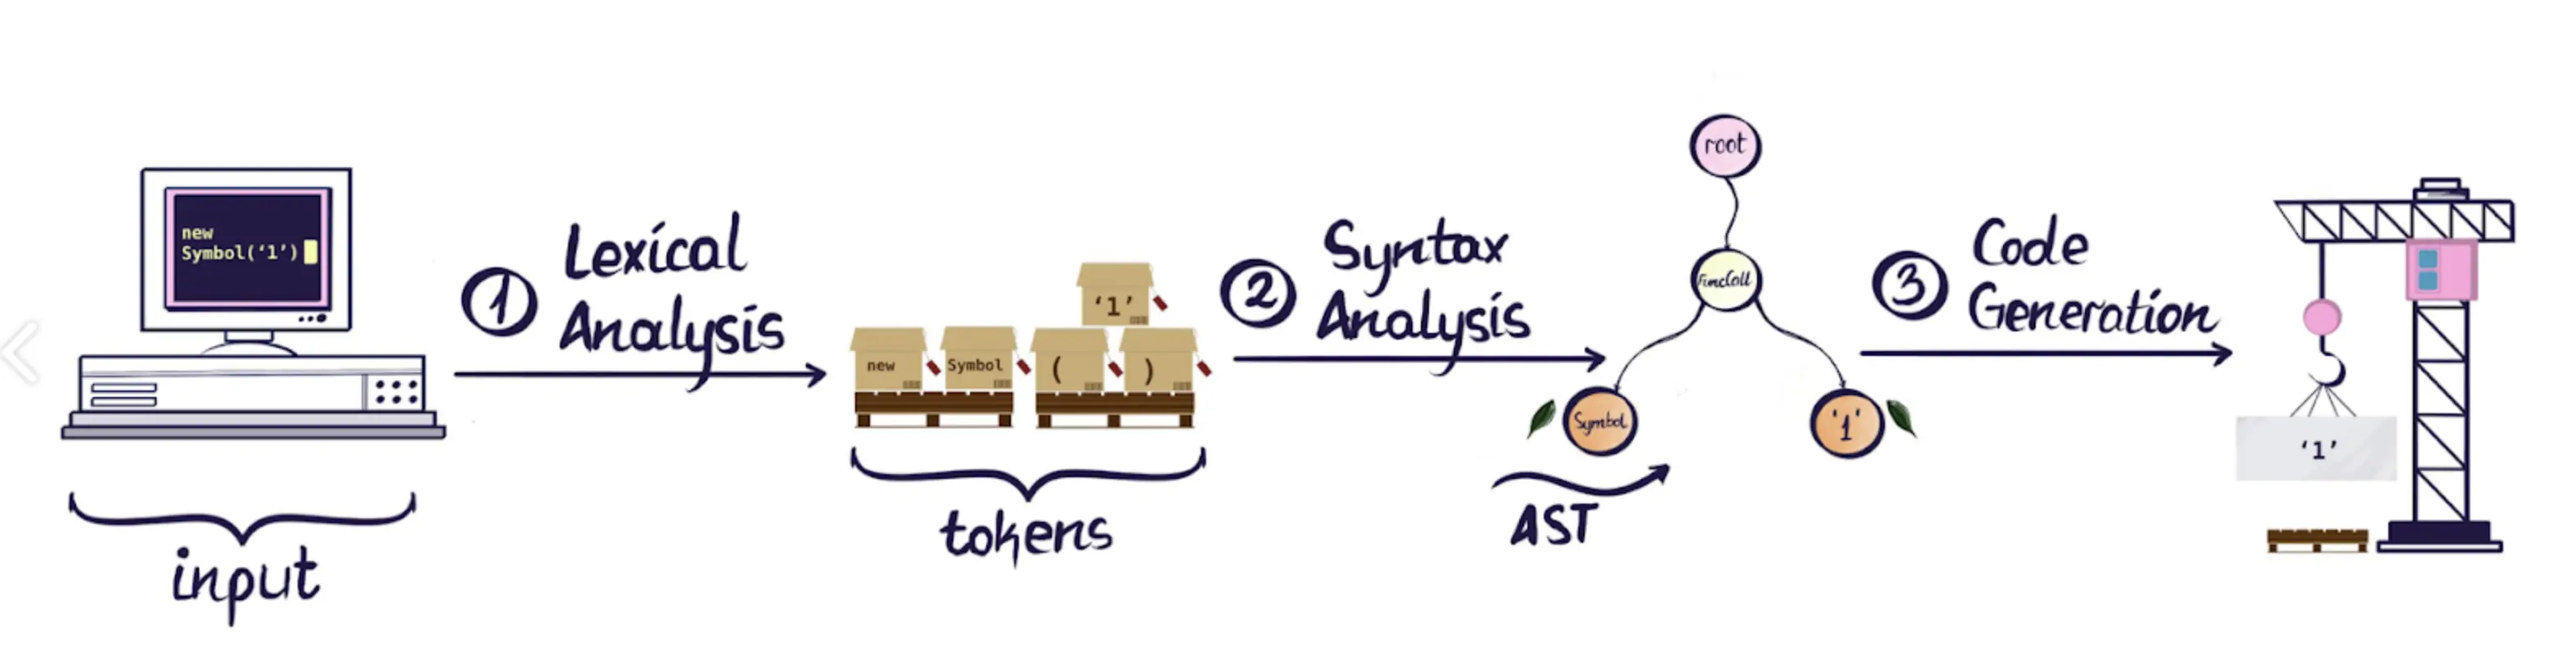 new
Symbol(‘1’)
input
1
Lexical
Analysis
‘1’
new
Symbol
(
)
tokens
2
Syntax
Analysis
root
FuncCall
Symbol
'1'
AST
3
Code
Generation
‘1’